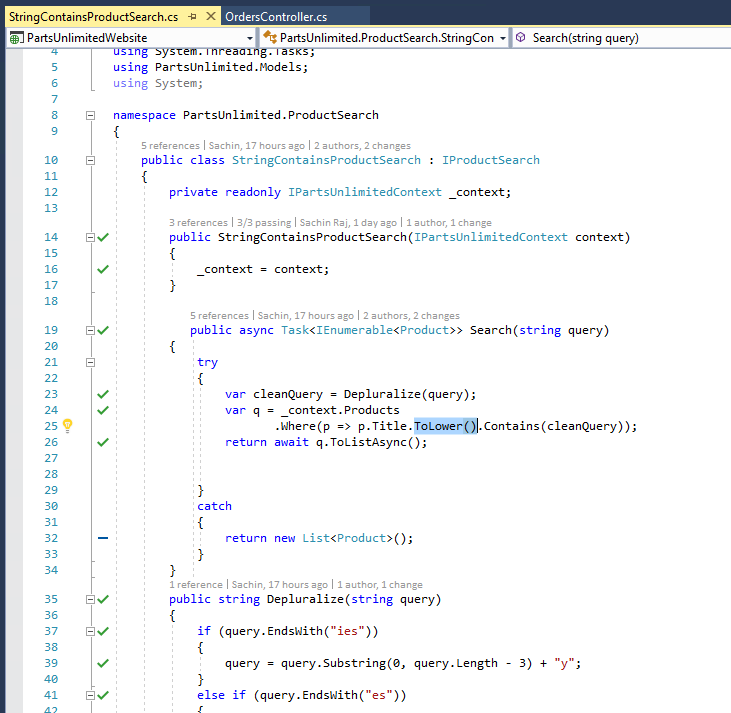 StringContainsProductSearch.cs OrdersController.cs
PartsUnlimitedWebsite PartsUnlimited.ProductSearch.StringCon Search(string query)
4 using System.Threading.Tasks;
5 using PartsUnlimited.Models;
6 using System;
7
8 namespace PartsUnlimited.ProductSearch
9 {
5 references | Sachin, 17 hours ago | 2 authors, 2 changes
10 public class StringContainsProductSearch : IProductSearch
11 {
12 private readonly IPartsUnlimitedContext _context;
13
3 references | 3/3 passing | Sachin Raj, 1 day ago | 1 author, 1 change
14 public StringContainsProductSearch(IPartsUnlimitedContext context)
15 {
16 _context = context;
17 }
18
5 references | Sachin, 17 hours ago | 2 authors, 2 changes
19 public async Task<IEnumerable<Product>> Search(string query)
20 {
21 try
22 {
23 var cleanQuery = Depluralize(query);
24 var q = _context.Products
25 .Where(p => p.Title.ToLower().Contains(cleanQuery));
26 return await q.ToListAsync();
27
28
29 }
30 catch
31 {
32 return new List<Product>();
33 }
34 }
1 reference | Sachin, 17 hours ago | 1 author, 1 change
35 public string Depluralize(string query)
36 {
37 if (query.EndsWith("ies"))
38 {
39 query = query.Substring(0, query.Length - 3) + "y";
40 }
41 else if (query.EndsWith("es"))
42 {